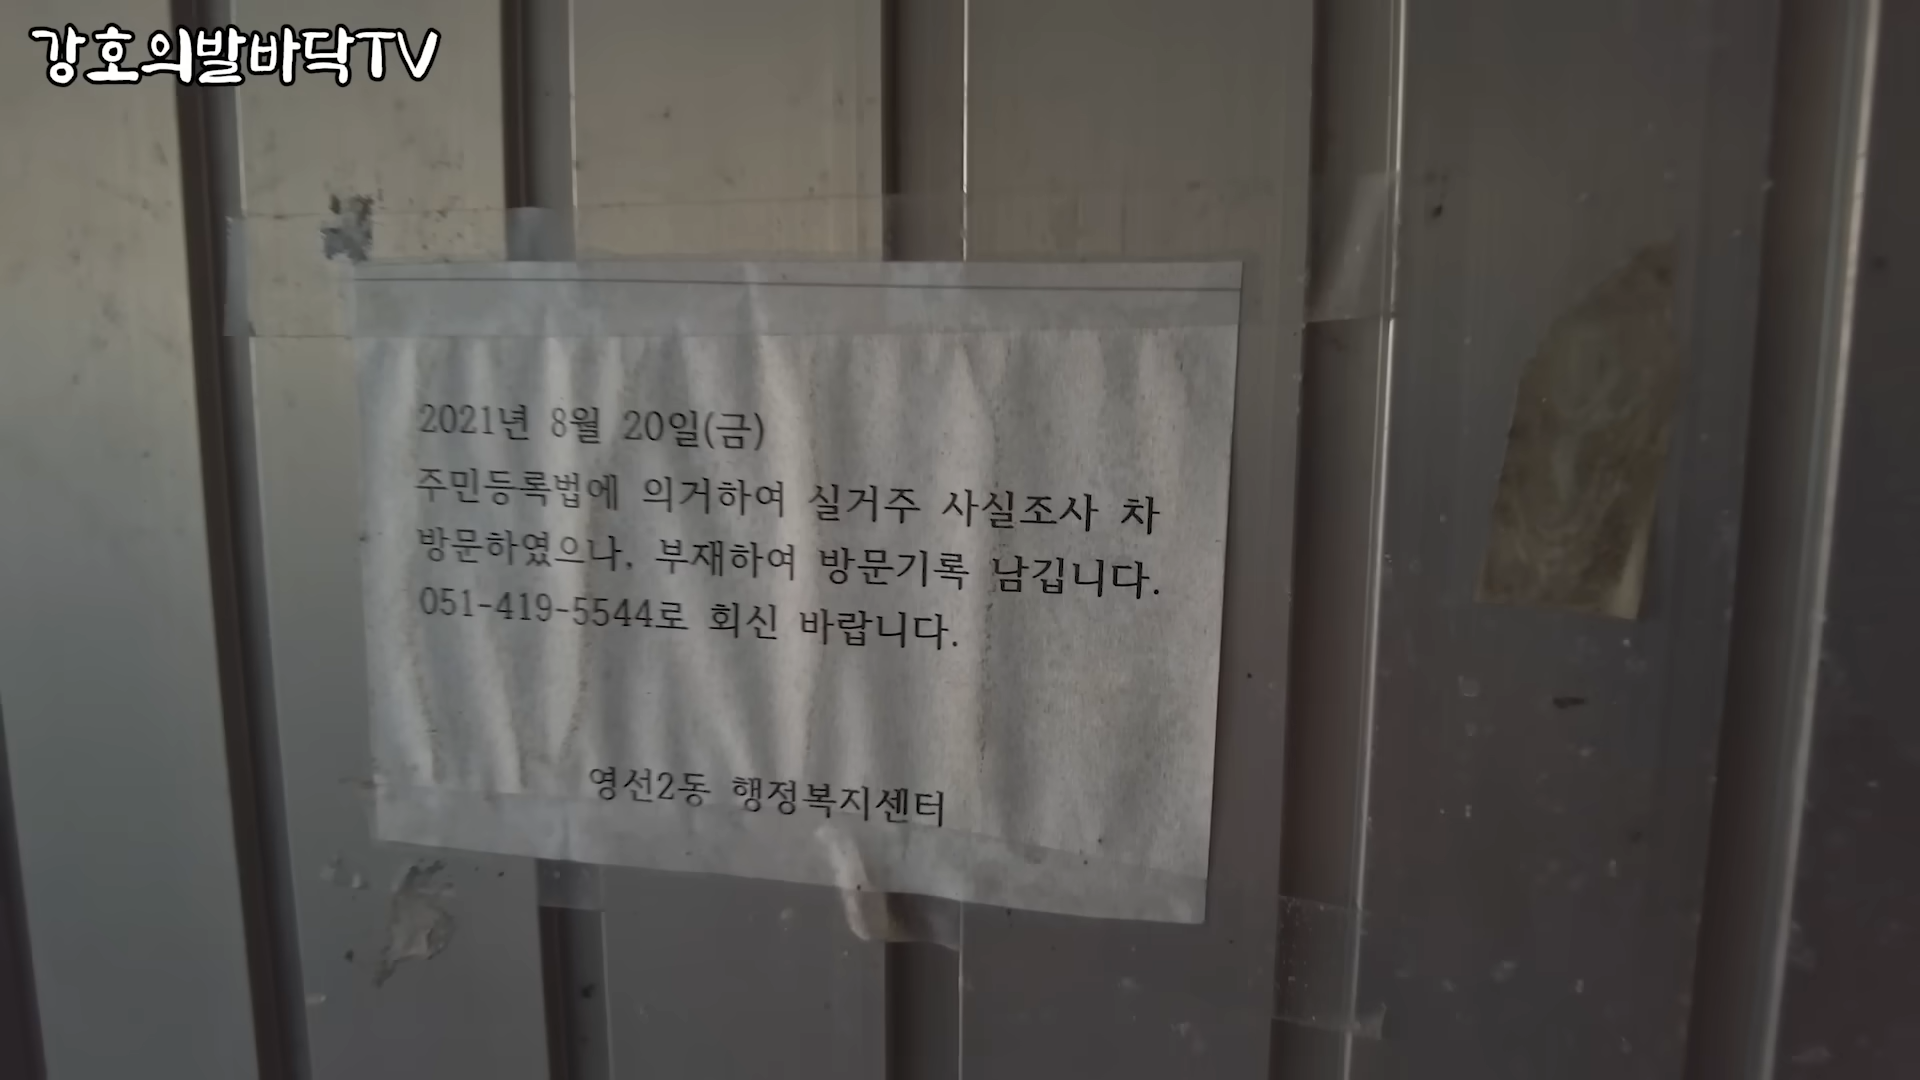 강호의발바닥TV
2021년 8월 20일(금)
주민등록법에 의거하여 실거주 사실조사 차
방문하였으나, 부재하여 방문기록 남깁니다.
051-419-5544로 회신 바랍니다.
영선2동 행정복지센터